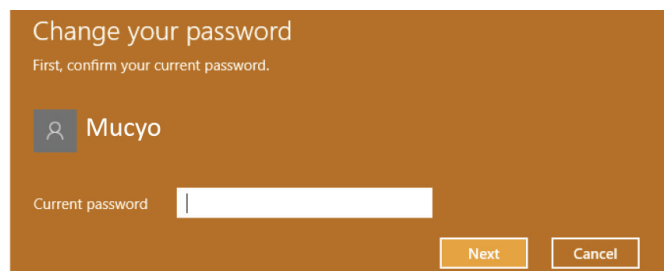 Change your password
First, confirm your current password.
Mucyo
Current password
Next Cancel